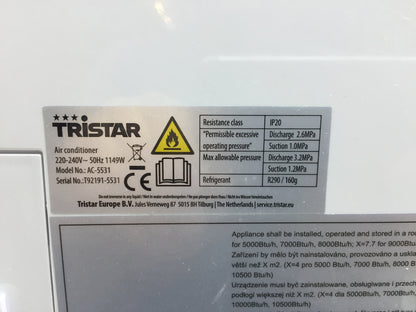 TRISTAR
Air conditioner
220-240V~ 50Hz 1149W
Model No.: AC-5531
Serial No.:T92191-5531
CE
Resistance class IP20
"Permissible excessive operating pressure" Discharge 2.6MPa
Suction 1.0MPa
Max allowable pressure Discharge 3.2MPa
Suction 1.2MPa
Refrigerant R290 / 160g
Tristar Europe B.V. Jules Verneweg 87 5015 BH Tilburg | The Netherlands | service.tristar.eu
Appliance shall be installed, operated and stored in a roo
for 5000Btu/h, 7000Btu/h, 8000Btu/h; X=7.7 for 9000Btu/
Zařízení by mělo být nainstalováno, provozováno a usklad
větší než X m2. (X=4 pro 5000 Btu/h, 7000 Btu/h, 8000 B
10500 Btu/h)
Urządzenie musi być zainstalowane, obsługiwane i przech
podłogi większej niż X m2. (X=4 dla 5000Btu/h, 7000Btu/h,
10500Btu/h)